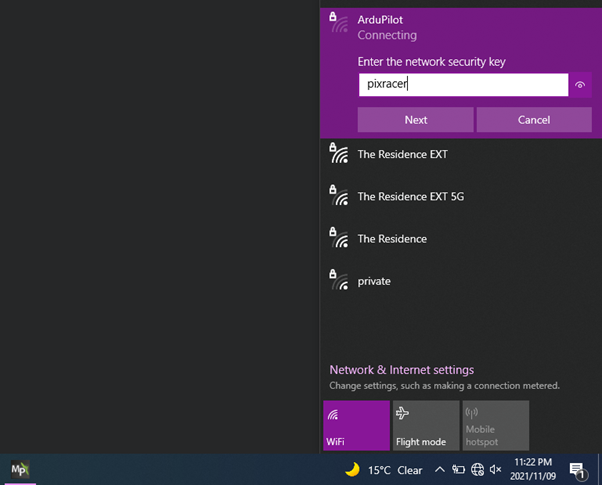 ArduPilot
Connecting
Enter the network security key
pixracer
Next
Cancel
The Residence EXT
The Residence EXT 5G
The Residence
private
Network & Internet settings
Change settings, such as making a connection metered.
WiFi
Flight mode
Mobile
hotspot
Mp
15°C Clear
11:22 PM
2021/11/09
1